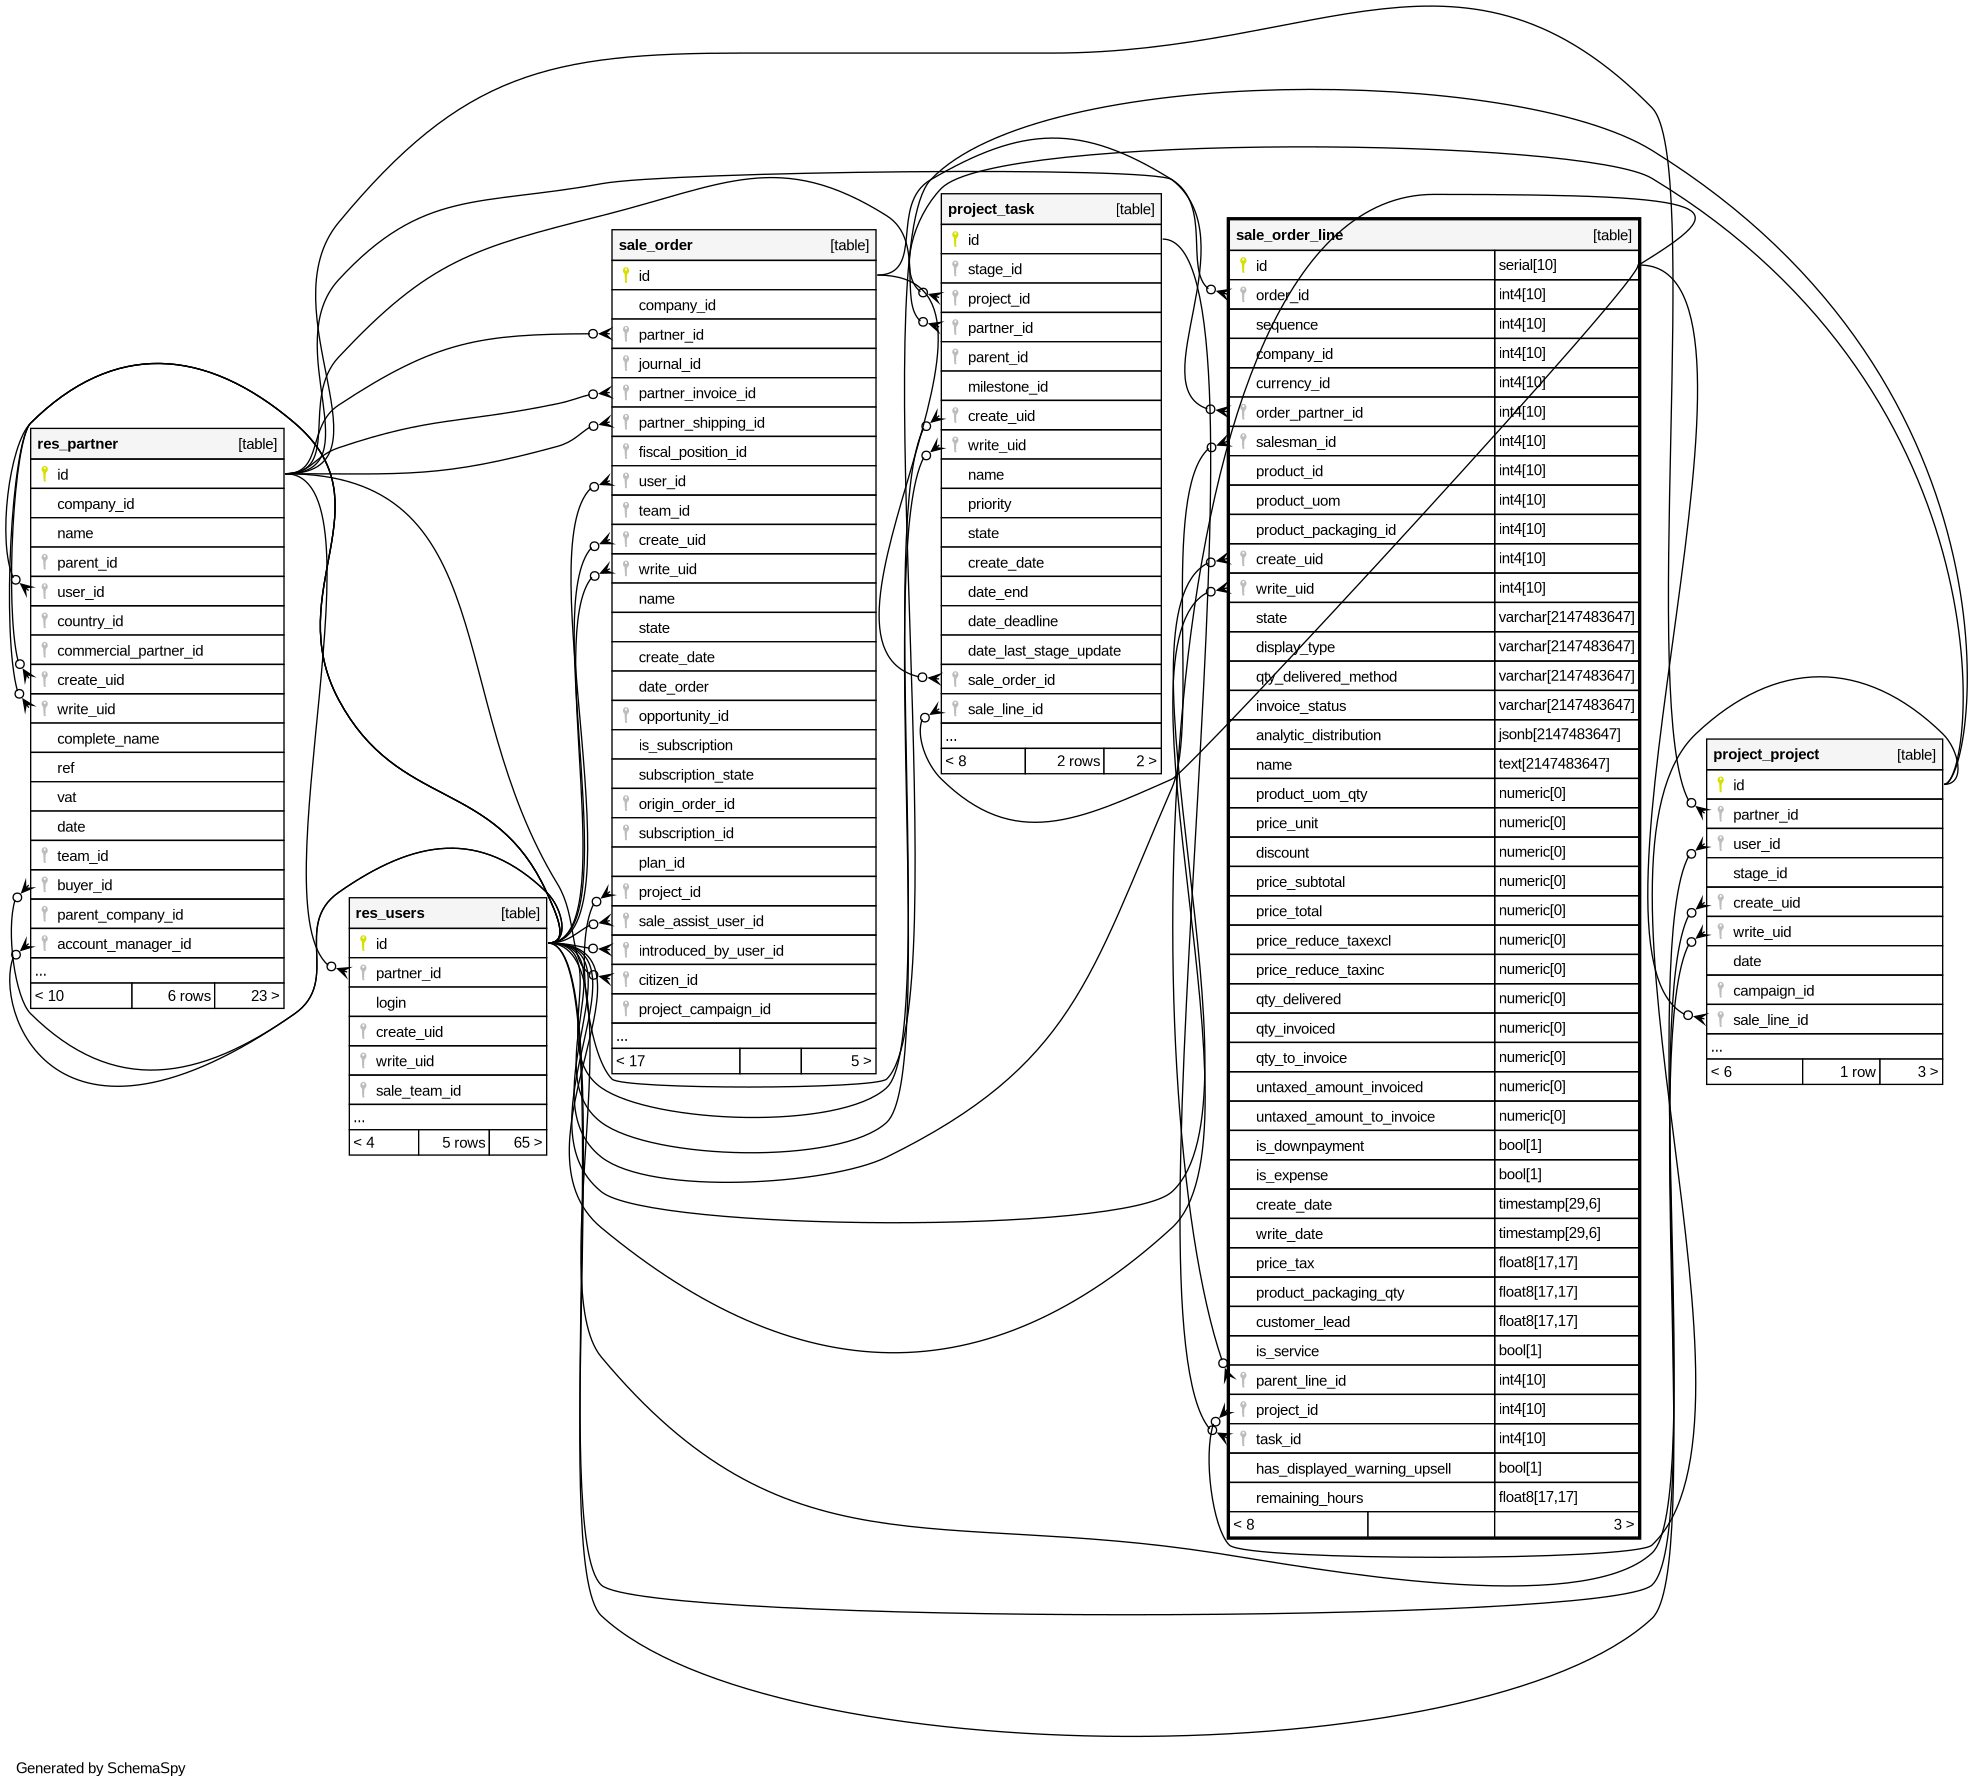 res_partner [table]
id
company_id
name
parent_id
user_id
country_id
commercial_partner_id
create_uid
write_uid
complete_name
ref
vat
date
team_id
buyer_id
parent_company_id
account_manager_id
...
< 10 6 rows 23 >
res_users [table]
id
partner_id
login
create_uid
write_uid
sale_team_id
...
< 4 5 rows 65 >
sale_order [table]
id
company_id
partner_id
journal_id
partner_invoice_id
partner_shipping_id
fiscal_position_id
user_id
team_id
create_uid
write_uid
name
state
create_date
date_order
opportunity_id
is_subscription
subscription_state
origin_order_id
subscription_id
plan_id
project_id
sale_assist_user_id
introduced_by_user_id
citizen_id
project_campaign_id
...
< 17 5 >
project_task [table]
id
stage_id
project_id
partner_id
parent_id
milestone_id
create_uid
write_uid
name
priority
state
create_date
date_end
date_deadline
date_last_stage_update
sale_order_id
sale_line_id
...
< 8 2 rows 2 >
sale_order_line [table]
id serial[10]
order_id int4[10]
sequence int4[10]
company_id int4[10]
currency_id int4[10]
order_partner_id int4[10]
salesman_id int4[10]
product_id int4[10]
product_uom int4[10]
product_packaging_id int4[10]
create_uid int4[10]
write_uid int4[10]
state varchar[2147483647]
display_type varchar[2147483647]
qty_delivered_method varchar[2147483647]
invoice_status varchar[2147483647]
analytic_distribution jsonb[2147483647]
name text[2147483647]
product_uom_qty numeric[0]
price_unit numeric[0]
discount numeric[0]
price_subtotal numeric[0]
price_total numeric[0]
price_reduce_taxexcl numeric[0]
price_reduce_taxinc numeric[0]
qty_delivered numeric[0]
qty_invoiced numeric[0]
qty_to_invoice numeric[0]
untaxed_amount_invoiced numeric[0]
untaxed_amount_to_invoice numeric[0]
is_downpayment bool[1]
is_expense bool[1]
create_date timestamp[29,6]
write_date timestamp[29,6]
price_tax float8[17,17]
product_packaging_qty float8[17,17]
customer_lead float8[17,17]
is_service bool[1]
parent_line_id int4[10]
project_id int4[10]
task_id int4[10]
has_displayed_warning_upsell bool[1]
remaining_hours float8[17,17]
< 8 3 >
project_project [table]
id
partner_id
user_id
stage_id
create_uid
write_uid
date
campaign_id
sale_line_id
...
< 6 1 row 3 >
Generated by SchemaSpy